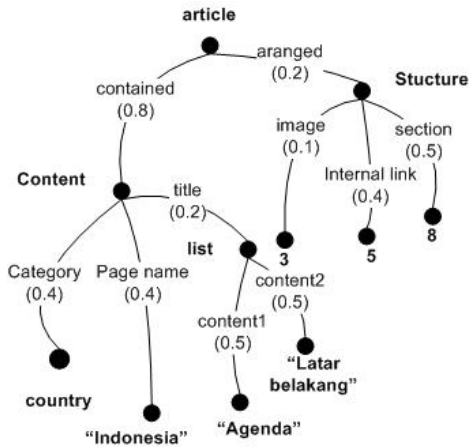 article
aranged
(0.2)
contained
(0.8)
Stucture
image
(0.1)
section
(0.5)
Internal link
(0.4)
Content
title
(0.2)
list
3
5
8
Category
(0.4)
Page name
(0.4)
content2
(0.5)
content1
(0.5)
"Latar
belakang"
country
"Indonesia"
"Agenda"